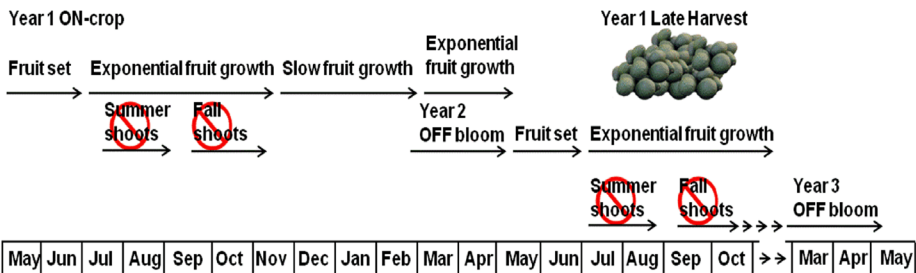 Year 1 ON-crop
Year 1 Late Harvest
Fruit set
Exponential fruit growth
Slow fruit growth
Exponential
fruit growth
Summer
shoots
Fall
shoots
Year 2
OFF bloom
Fruit set
Exponential fruit growth
Summer
shoots
Fall
shoots
Year 3
OFF bloom
May Jun Jul Aug Sep Oct Nov Dec Jan Feb Mar Apr May Jun Jul Aug Sep Oct Mar Apr May